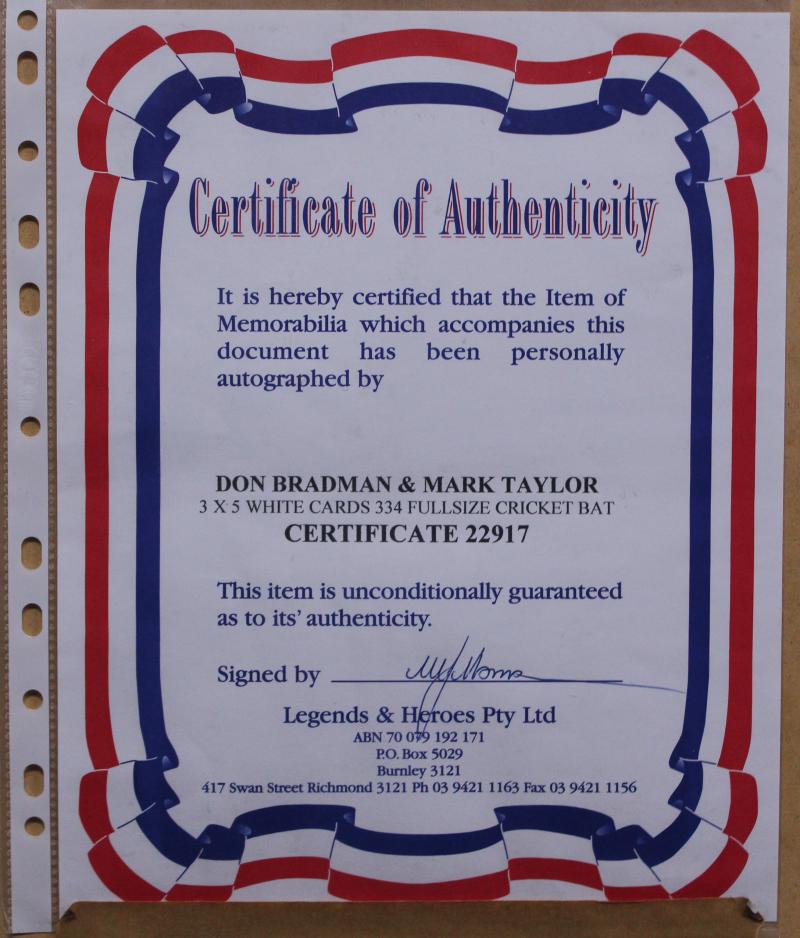 Certificate of Authenticity
It is hereby certified that the Item of
Memorabilia which accompanies this
document has been personally
autographed by
DON BRADMAN & MARK TAYLOR
3 X 5 WHITE CARDS 334 FULLSIZE CRICKET BAT
CERTIFICATE 22917
This item is unconditionally guaranteed
as to its' authenticity.
Signed by
Legends & Heroes Pty Ltd
ABN 70 079 192 171
P.O. Box 5029
Burnley 3121
417 Swan Street Richmond 3121 Ph 03 9421 1163 Fax 03 9421 1156